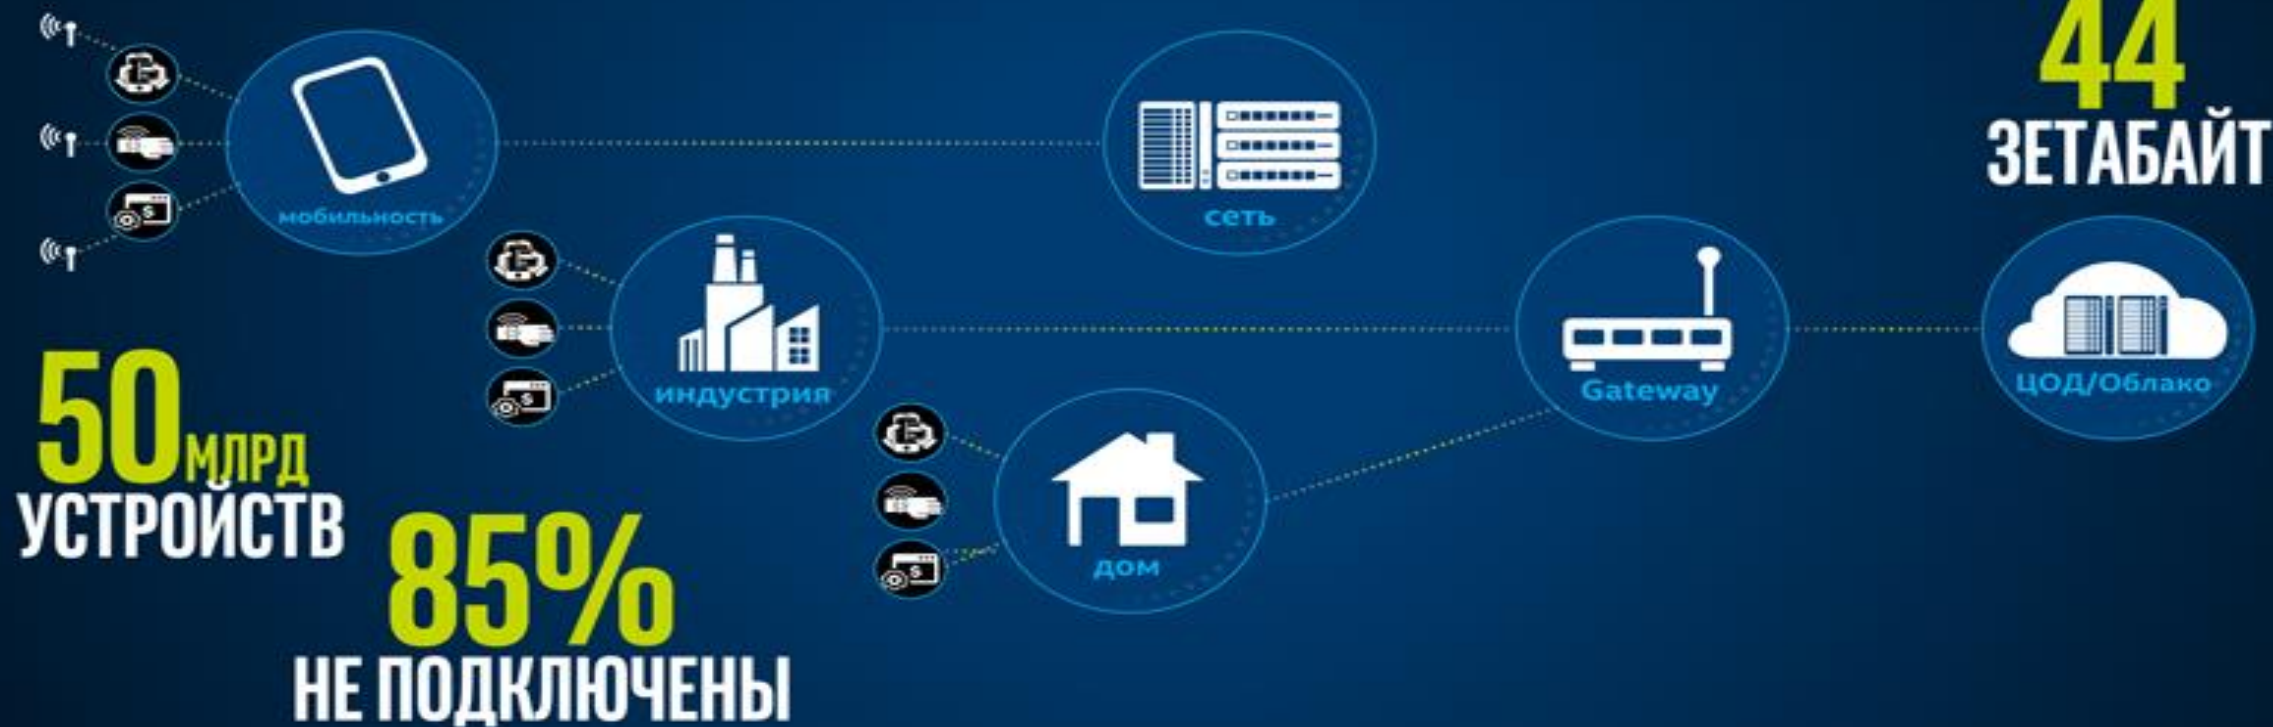 44
ЗЕТАБАЙТ
мобильность
сеть
индустрия
Gateway
ЦОД/Облако
дом
50 МЛРД
УСТРОЙСТВ
85%
НЕ ПОДКЛЮЧЕНЫ